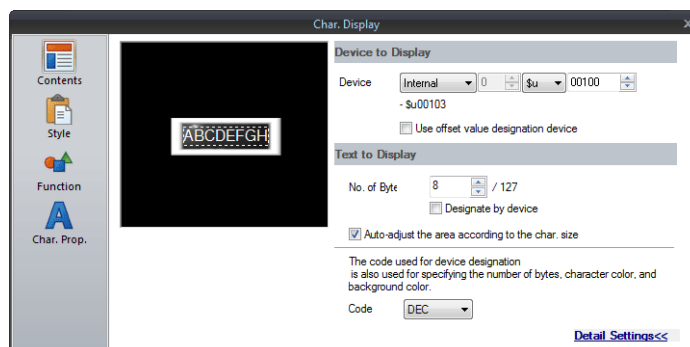 Char. Display
Contents
Style
Function
Char. Prop.
ABCDEFGH
Device to Display
Device Internal 0 $u 00100
- $u00103
Use offset value designation device
Text to Display
No. of Byte 8 / 127
Designate by device
Auto-adjust the area according to the char. size
The code used for device designation
is also used for specifying the number of bytes, character color, and
background color.
Code DEC
Detail Settings<<